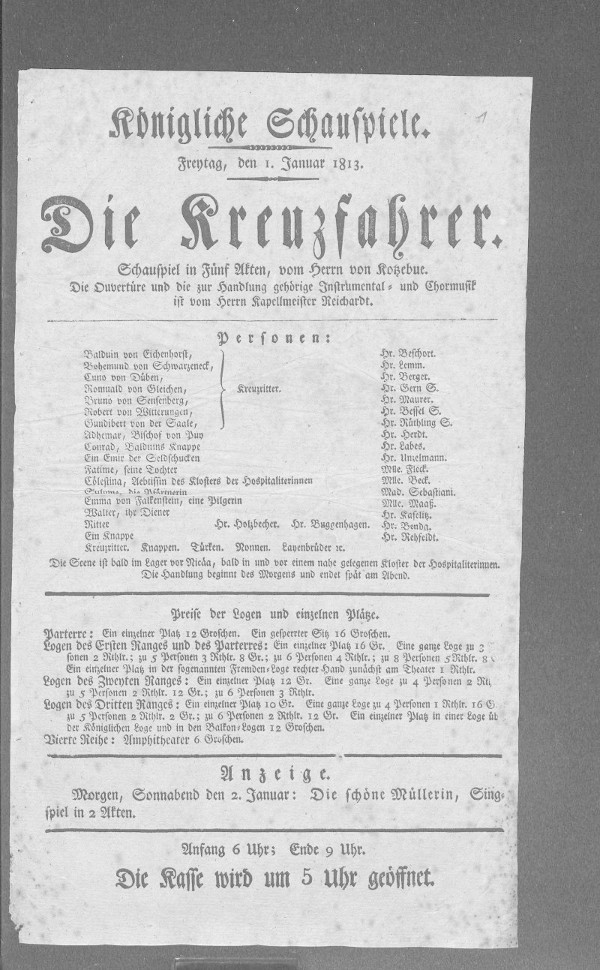 1
Königliche Schauspiele.
Freytag, den 1. Januar 1813.
Die Kreuzfahrer.
Schauspiel in Fünf Akten, vom Herrn von Kotzebue.
Die Ouvertüre und die zur Handlung gehörige Instrumental- und Chormusik
ist vom Herrn Kapellmeister Reichardt.
Personen:
Balduin von Eichenhorst, Hr. Beschort.
Bohemund von Schwarzeneck, Hr. Lemm.
Cuno von Düben, Hr. Berger.
Romuald von Gleichen, Kreuzritter. Hr. Gern S.
Bruno von Sensenberg, Hr. Maurer.
Robert von Witterungen, Hr. Bessel S.
Gundibert von der Saale, Hr. Rüthling S.
Adhemar, Bischof von Puy Hr. Herdt.
Conrad, Balduins Knappe Hr. Labes.
Ein Emir der Seldschucken Hr. Unzelmann.
Fatime, seine Tochter Mlle. Fleck.
Cölestina, Aebtissin des Klosters der Hospitaliterinnen Mlle. Beck.
die Pförtnerin Mad. Sebastiani.
Emma von Falkenstein, eine Pilgerin Mlle. Maaß.
Walter, ihr Diener Hr. Kaselitz.
Ritter Hr. Holzbecher. Hr. Buggenhagen. Hr. Benda.
Ein Knappe Hr. Rehfeldt.
Kreuzritter. Knappen. Türken. Nonnen. Layenbrüder ꝛc.
Die Scene ist bald im Lager vor Nicäa, bald in und vor einem nahe gelegenen Kloster der Hospitaliterinnen.
Die Handlung beginnt des Morgens und endet spät am Abend.
Preise der Logen und einzelnen Plätze.
Parterre: Ein einzelner Platz 12 Groschen. Ein gesperrter Sitz 16 Groschen.
Logen des Ersten Ranges und des Parterres: Ein einzelner Platz 16 Gr. Eine ganze Loge zu 3
sonen 2 Rthlr.; zu 5 Personen 3 Rthlr. 8 Gr.; zu 6 Personen 4 Rthlr.; zu 8 Personen 5 Rthlr. 8
Ein einzelner Platz in der sogenannten Fremden-Loge rechter Hand zunächst am Theater 1 Rthlr.
Logen des Zweyten Ranges: Ein einzelner Platz 12 Gr. Eine ganze Loge zu 4 Personen 2
zu 5 Personen 2 Rthlr. 12 Gr.; zu 6 Personen 3 Rthlr.
Logen des Dritten Ranges: Ein einzelner Platz 10 Gr. Eine ganze Loge zu 4 Personen 1 Rthlr. 16 G
zu 5 Personen 2 Rthlr. 2 Gr.; zu 6 Personen 2 Rthlr. 12 Gr. Ein einzelner Platz in einer Loge üb
der Königlichen Loge und in den Balkon-Logen 12 Groschen.
Vierte Reihe: Amphitheater 6 Groschen.
Anzeige.
Morgen, Sonnabend den 2. Januar: Die schöne Müllerin, Sing-
spiel in 2 Akten.
Anfang 6 Uhr; Ende 9 Uhr.
Die Kasse wird um 5 Uhr geöffnet.